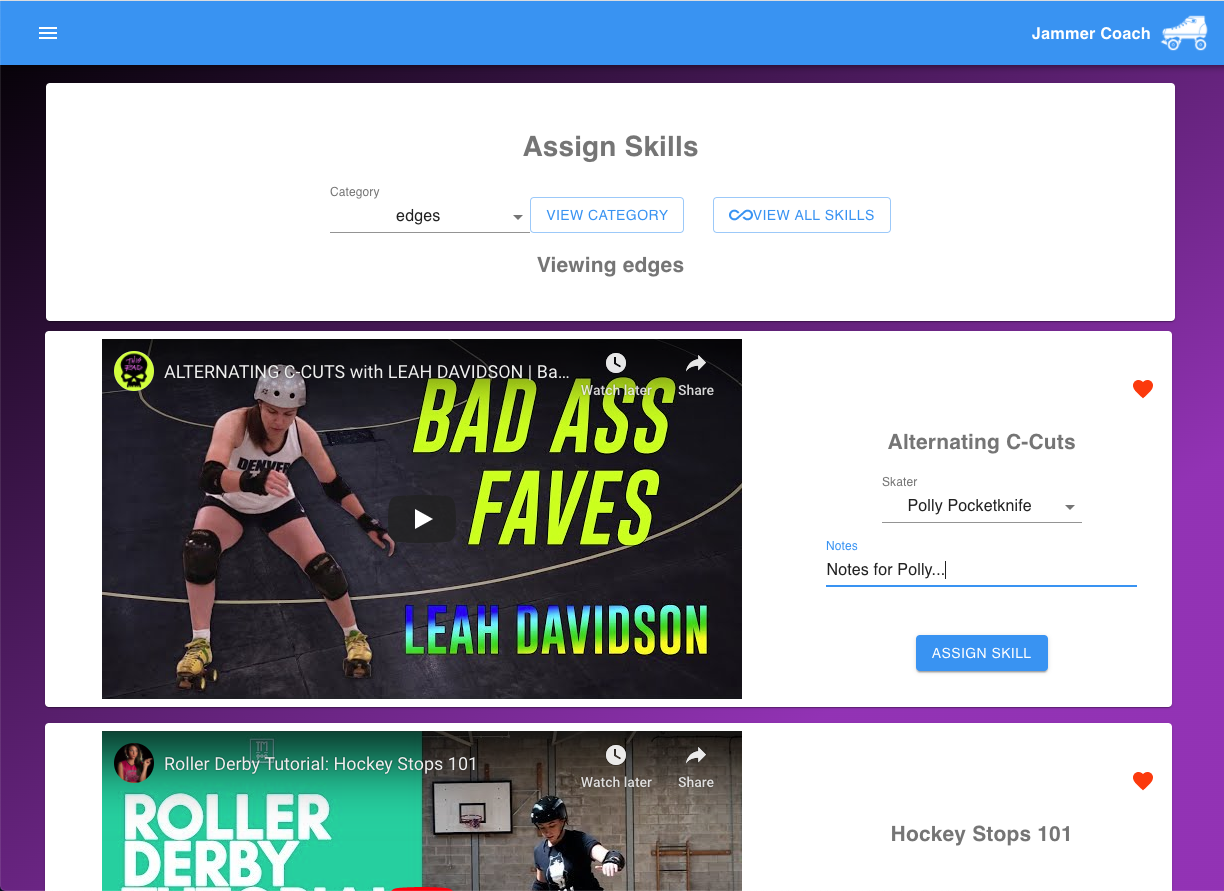 Jammer Coach
Assign Skills
Category
edges
VIEW CATEGORY
VIEW ALL SKILLS
Viewing edges
ALTERNATING C-CUTS with LEAH DAVIDSON | Ba...
Watch later
Share
BAD ASS
FAVES
DENVER
LEAH DAVIDSON
Alternating C-Cuts
Skater
Polly Pocketknife
Notes
Notes for Polly...
ASSIGN SKILL
Roller Derby Tutorial: Hockey Stops 101
Watch later
Share
ROLLER
DERBY
TUTORIAL
Hockey Stops 101